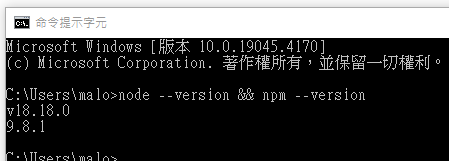 命令提示字元
Microsoft Windows [版本 10.0.19045.4170]
(c) Microsoft Corporation. 著作權所有，並保留一切權利。
C:\Users\malo>node --version && npm --version
v18.18.0
9.8.1
C:\Users\malo>